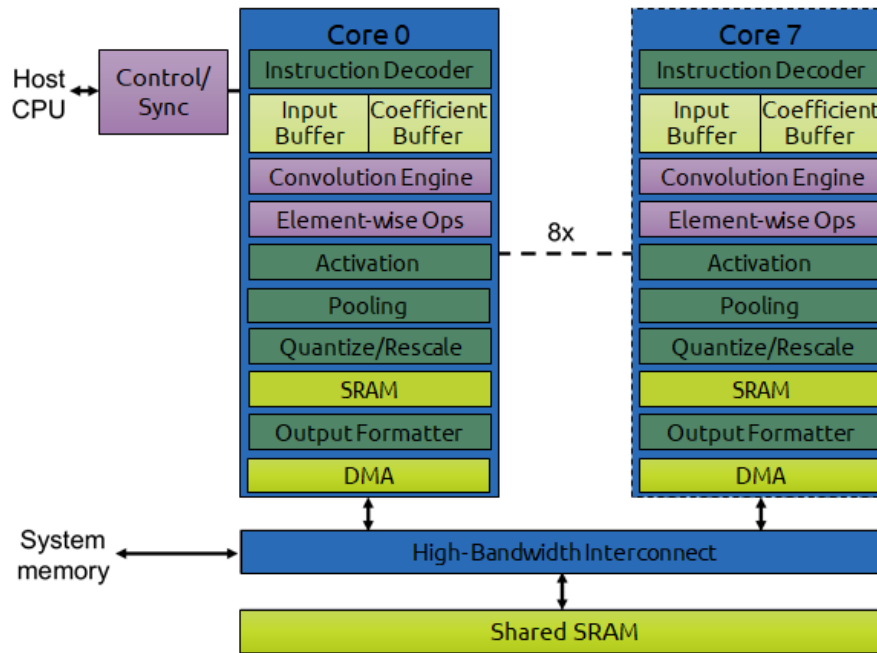 Core 0
Core 7
Host
CPU
Control/
Sync
Instruction Decoder
Instruction Decoder
Input
Buffer
Coefficient
Buffer
Input
Buffer
Coefficient
Buffer
Convolution Engine
Convolution Engine
Element-wise Ops
Element-wise Ops
8x
Activation
Activation
Pooling
Pooling
Quantize/Rescale
Quantize/Rescale
SRAM
SRAM
Output Formatter
Output Formatter
DMA
DMA
System
memory
High-Bandwidth Interconnect
Shared SRAM